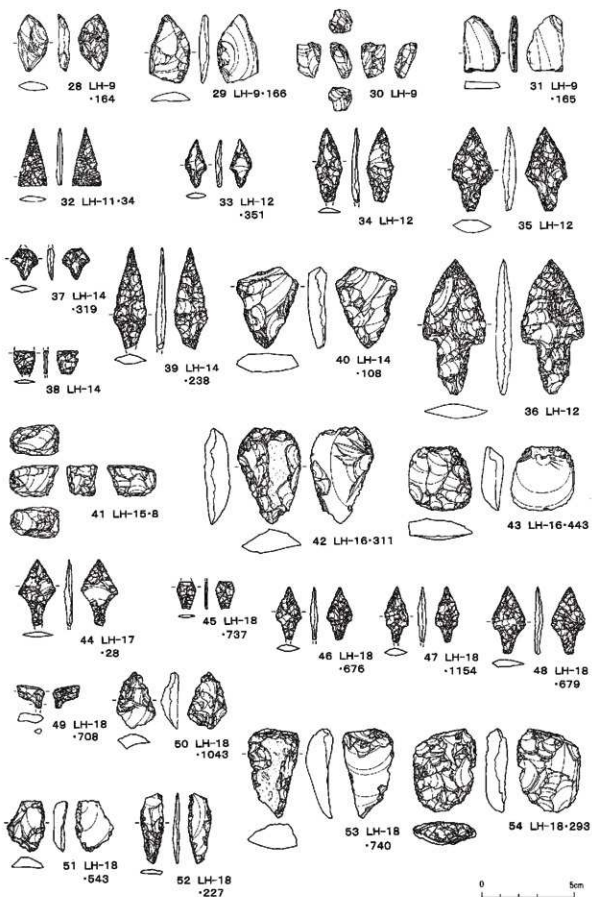 28 LH-9
·164
29 LH-9·166
30 LH-9
31 LH-9
·165
32 LH-11·34
33 LH-12
·351
34 LH-12
35 LH-12
37 LH-14
·319
38 LH-14
39 LH-14
·238
40 LH-14
·108
36 LH-12
41 LH-15·8
42 LH-16·311
43 LH-16·443
44 LH-17
·28
45 LH-18
·737
46 LH-18
·676
47 LH-18
·1154
48 LH-18
·679
49 LH-18
·708
50 LH-18
·1043
51 LH-18
·543
52 LH-18
·227
53 LH-18
·740
54 LH-18·293
0 5cm